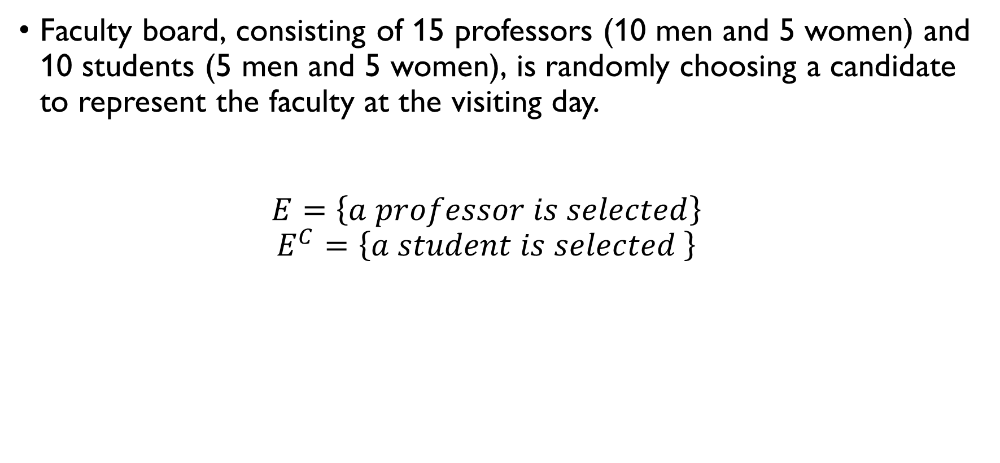 • Faculty board, consisting of 15 professors (10 men and 5 women) and
10 students (5 men and 5 women), is randomly choosing a candidate
to represent the faculty at the visiting day.
E = {a professor is selected}
E^C = {a student is selected }